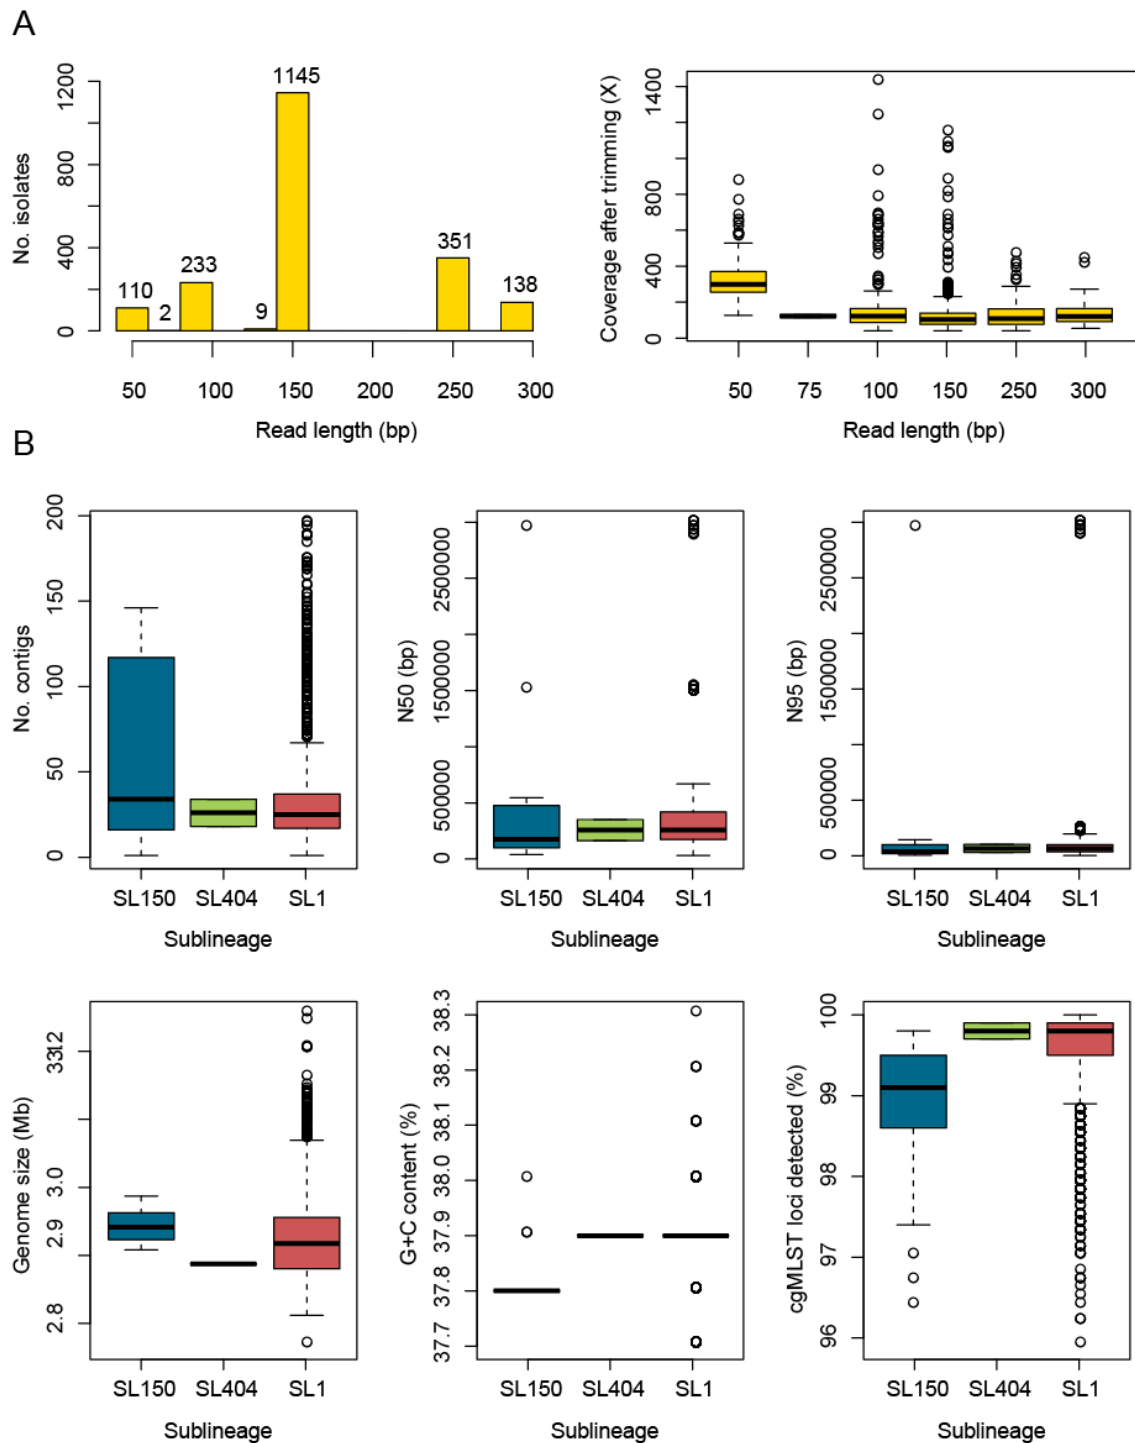 A
1145
1200
800
400
0
No. isolates
110
2
233
9
351
138
50
100
150
200
250
300
Read length (bp)
Coverage after trimming (X)
1400
800
400
0
50
75
100
150
250
300
Read length (bp)
B
No. contigs
200
150
100
50
0
SL150 SL404 SL1
Sublineage
N50 (bp)
2500000
1500000
500000
0
SL150 SL404 SL1
Sublineage
N95 (bp)
2500000
1500000
500000
0
SL150 SL404 SL1
Sublineage
Genome size (Mb)
3.0
2.9
2.8
SL150 SL404 SL1
Sublineage
G+C content (%)
38.3
38.2
38.1
38.0
37.9
37.8
37.7
SL150 SL404 SL1
Sublineage
cgMLST loci detected (%)
100
99
98
97
96
SL150 SL404 SL1
Sublineage